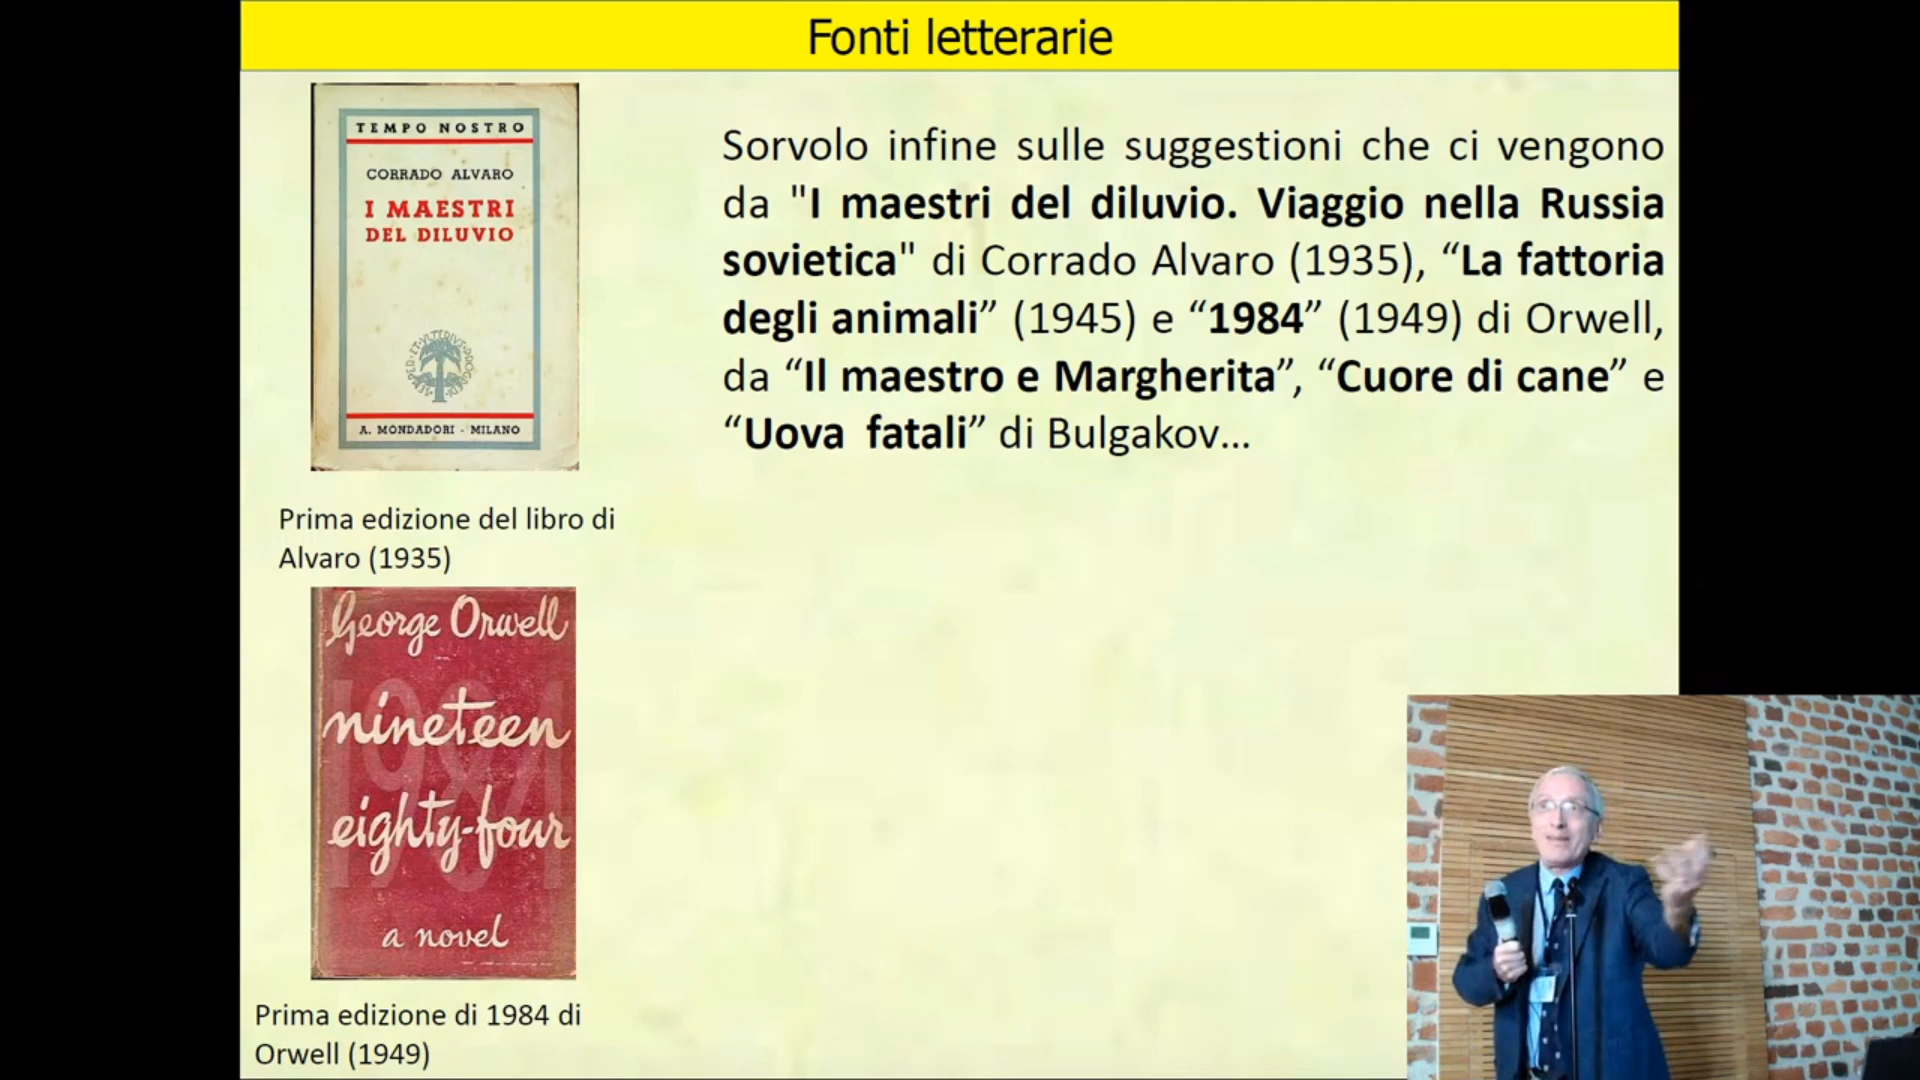 Fonti letterarie
TEMPO NOSTRO
CORRADO ALVARO
I MAESTRI
DEL DILUVIO
A. MONDADORI - MILANO
Prima edizione del libro di
Alvaro (1935)
George Orwell
nineteen
eighty-four
a novel
Prima edizione di 1984 di
Orwell (1949)
Sorvolo infine sulle suggestioni che ci vengono
da "I maestri del diluvio. Viaggio nella Russia
sovietica" di Corrado Alvaro (1935), “La fattoria
degli animali” (1945) e “1984” (1949) di Orwell,
da “Il maestro e Margherita”, “Cuore di cane” e
“Uova fatali” di Bulgakov...